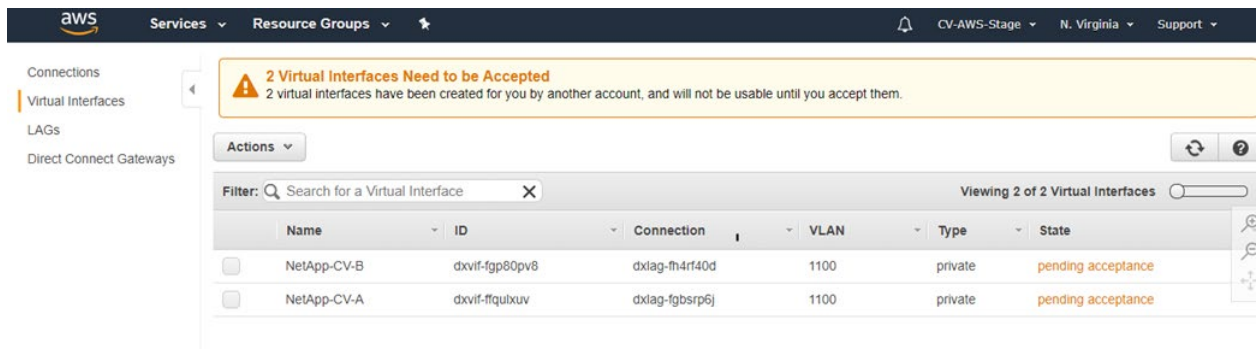 aws Services Resource Groups CV-AWS-Stage N. Virginia Support
Connections
Virtual Interfaces
LAGs
Direct Connect Gateways
2 Virtual Interfaces Need to be Accepted
2 virtual interfaces have been created for you by another account, and will not be usable until you accept them.
Actions
Filter: Search for a Virtual Interface Viewing 2 of 2 Virtual Interfaces
Name ID Connection VLAN Type State
NetApp-CV-B dxvif-fgp80pv8 dxlag-fh4rf40d 1100 private pending acceptance
NetApp-CV-A dxvif-ffqulxuv dxlag-fgbsrp6j 1100 private pending acceptance